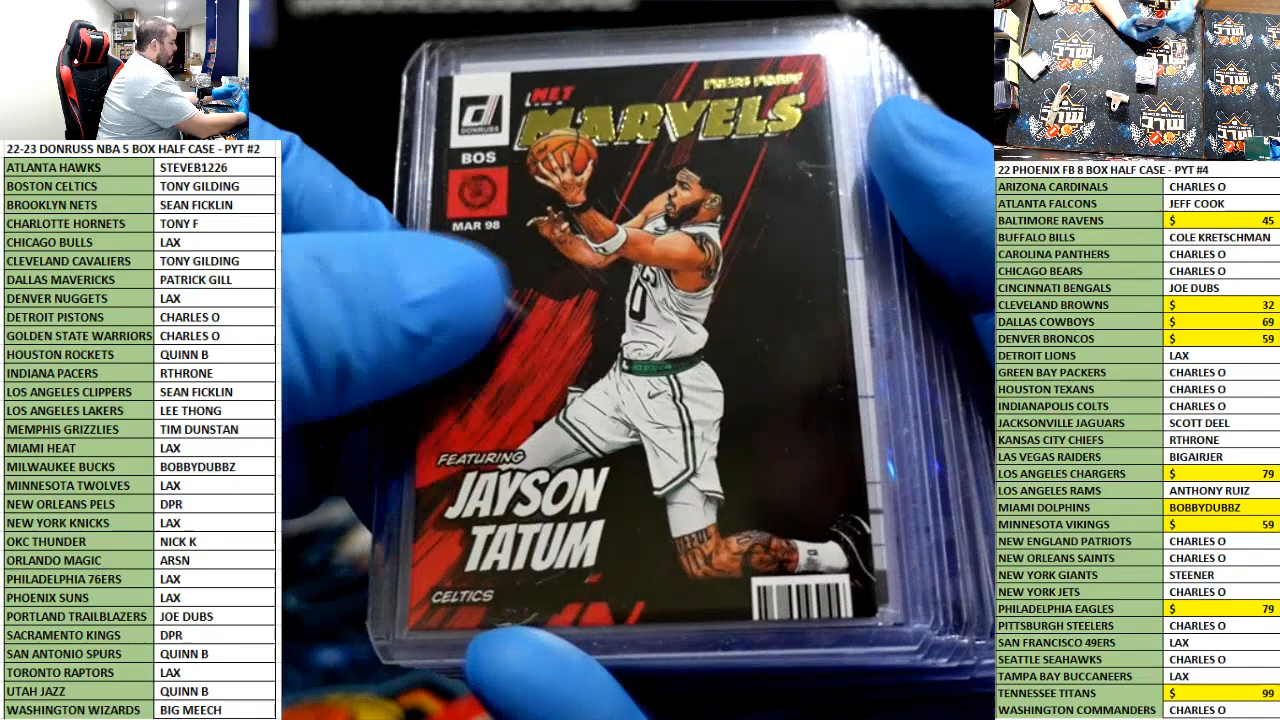 22-23 DONRUSS NBA 5 BOX HALF CASE - PYT #2
ATLANTA HAWKS STEVEB1226
BOSTON CELTICS TONY GILDING
BROOKLYN NETS SEAN FICKLIN
CHARLOTTE HORNETS TONY F
CHICAGO BULLS LAX
CLEVELAND CAVALIERS TONY GILDING
DALLAS MAVERICKS PATRICK GILL
DENVER NUGGETS LAX
DETROIT PISTONS CHARLES O
GOLDEN STATE WARRIORS CHARLES O
HOUSTON ROCKETS QUINN B
INDIANA PACERS RTHRONE
LOS ANGELES CLIPPERS SEAN FICKLIN
LOS ANGELES LAKERS LEE THONG
MEMPHIS GRIZZLIES TIM DUNSTAN
MIAMI HEAT LAX
MILWAUKEE BUCKS BOBBYDUBBZ
MINNESOTA TWOLVES LAX
NEW ORLEANS PELS DPR
NEW YORK KNICKS LAX
OKC THUNDER NICK K
ORLANDO MAGIC ARSN
PHILADELPHIA 76ERS LAX
PHOENIX SUNS LAX
PORTLAND TRAILBLAZERS JOE DUBS
SACRAMENTO KINGS DPR
SAN ANTONIO SPURS QUINN B
TORONTO RAPTORS LAX
UTAH JAZZ QUINN B
WASHINGTON WIZARDS BIG MEECH
DONRUSS
BOS
MAR 98
NET
MARVELS
0
FEATURING
JAYSON
TATUM
CELTICS
22 PHOENIX FB 8 BOX HALF CASE - PYT #4
ARIZONA CARDINALS CHARLES O
ATLANTA FALCONS JEFF COOK
BALTIMORE RAVENS $ 45
BUFFALO BILLS COLE KRETSCHMAN
CAROLINA PANTHERS CHARLES O
CHICAGO BEARS CHARLES O
CINCINNATI BENGALS JOE DUBS
CLEVELAND BROWNS $ 32
DALLAS COWBOYS $ 69
DENVER BRONCOS $ 59
DETROIT LIONS LAX
GREEN BAY PACKERS CHARLES O
HOUSTON TEXANS CHARLES O
INDIANAPOLIS COLTS CHARLES O
JACKSONVILLE JAGUARS SCOTT DEEL
KANSAS CITY CHIEFS RTHRONE
LAS VEGAS RAIDERS BIGAIRJER
LOS ANGELES CHARGERS $ 79
LOS ANGELES RAMS ANTHONY RUIZ
MIAMI DOLPHINS BOBBYDUBBZ
MINNESOTA VIKINGS $ 59
NEW ENGLAND PATRIOTS CHARLES O
NEW ORLEANS SAINTS CHARLES O
NEW YORK GIANTS STEENER
NEW YORK JETS CHARLES O
PHILADELPHIA EAGLES $ 79
PITTSBURGH STEELERS CHARLES O
SAN FRANCISCO 49ERS LAX
SEATTLE SEAHAWKS CHARLES O
TAMPA BAY BUCCANEERS LAX
TENNESSEE TITANS $ 99
WASHINGTON COMMANDERS CHARLES O